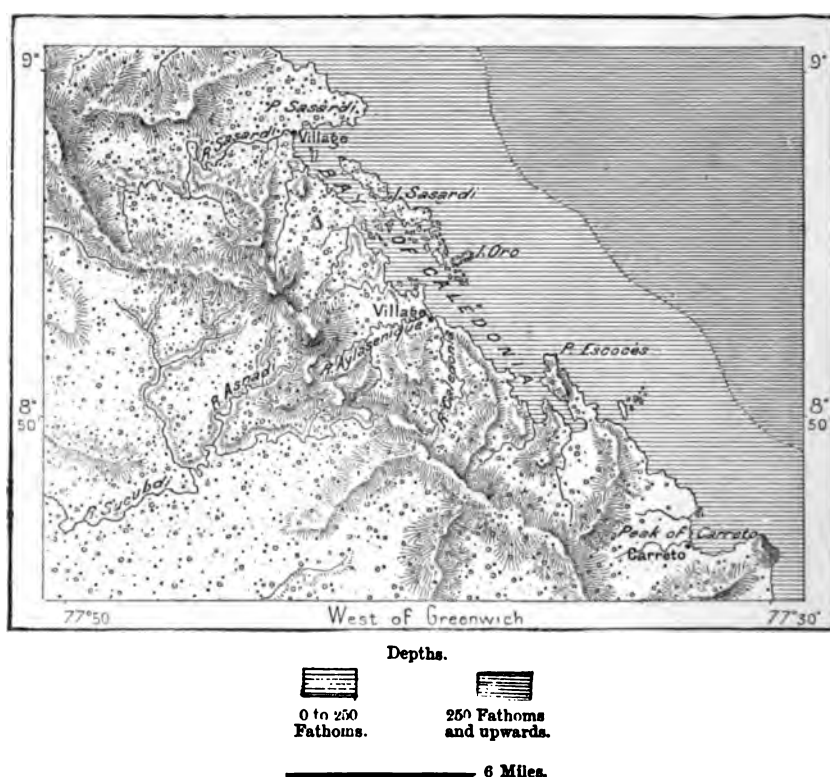 9°
9°
P. Sasardi
R. Sasardi
Village
BAY OF CALEDONIA
I. Sasardi
I. Oro
Village
R. Aylasenique
P. Escocés
R. Asnadi
8°
50'
8°
50'
R. Sucubdi
Peak of Carreto
Carreto
77°50'
West of Greenwich
77°30'
Depths.
0 to 250
Fathoms.
250 Fathoms
and upwards.
6 Miles.